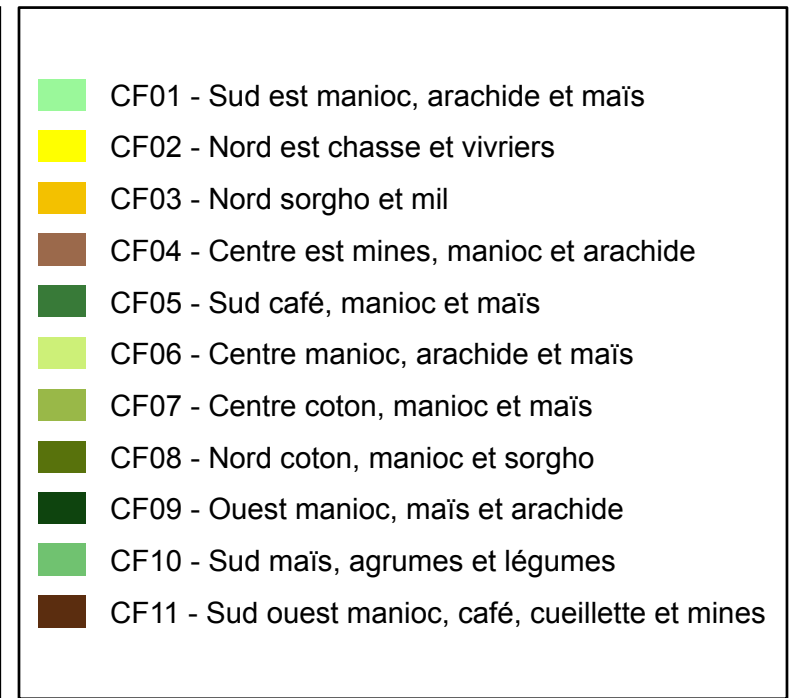 CF01 - Sud est manioc, arachide et maïs
CF02 - Nord est chasse et vivriers
CF03 - Nord sorgho et mil
CF04 - Centre est mines, manioc et arachide
CF05 - Sud café, manioc et maïs
CF06 - Centre manioc, arachide et maïs
CF07 - Centre coton, manioc et maïs
CF08 - Nord coton, manioc et sorgho
CF09 - Ouest manioc, maïs et arachide
CF10 - Sud maïs, agrumes et légumes
CF11 - Sud ouest manioc, café, cueillette et mines